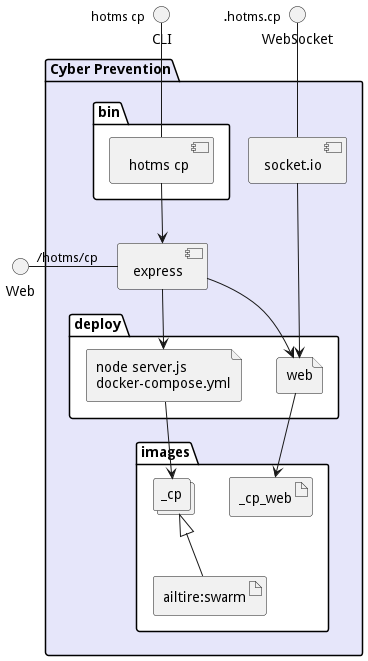 hotms cp
.hotms.cp
CLI
WebSocket
Cyber Prevention
bin
hotms cp
socket.io
/hotms/cp
express
Web
deploy
node server.js
docker-compose.yml
web
images
_cp
_cp_web
ailtire:swarm